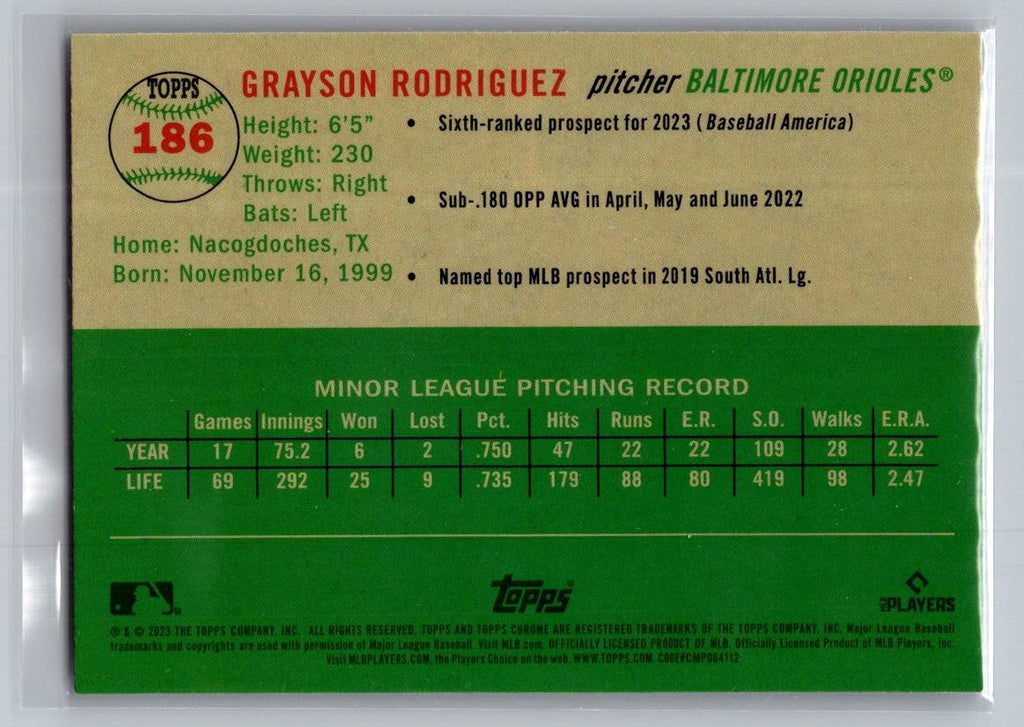 TOPPS
186
GRAYSON RODRIGUEZ pitcher BALTIMORE ORIOLES®
Height: 6'5"
Weight: 230
Throws: Right
Bats: Left
Home: Nacogdoches, TX
Born: November 16, 1999
• Sixth-ranked prospect for 2023 (Baseball America)
• Sub-.180 OPP AVG in April, May and June 2022
• Named top MLB prospect in 2019 South Atl. Lg.
MINOR LEAGUE PITCHING RECORD
Games Innings Won Lost Pct. Hits Runs E.R. S.O. Walks E.R.A.
YEAR 17 75.2 6 2 .750 47 22 22 109 28 2.62
LIFE 69 292 25 9 .735 179 88 80 419 98 2.47
topps®
MLB PLAYERS
® & © 2023 THE TOPPS COMPANY, INC. ALL RIGHTS RESERVED. TOPPS AND TOPPS CHROME ARE REGISTERED TRADEMARKS OF THE TOPPS COMPANY, INC. Major League Baseball
trademarks and copyrights are used with permission of Major League Baseball. Visit MLB.com. OFFICIALLY LICENSED PRODUCT OF MLB. Officially Licensed Product of MLB Players, Inc.
Visit MLBPLAYERS.COM, the Players Choice on the web. WWW.TOPPS.COM. CODE#CMP064112